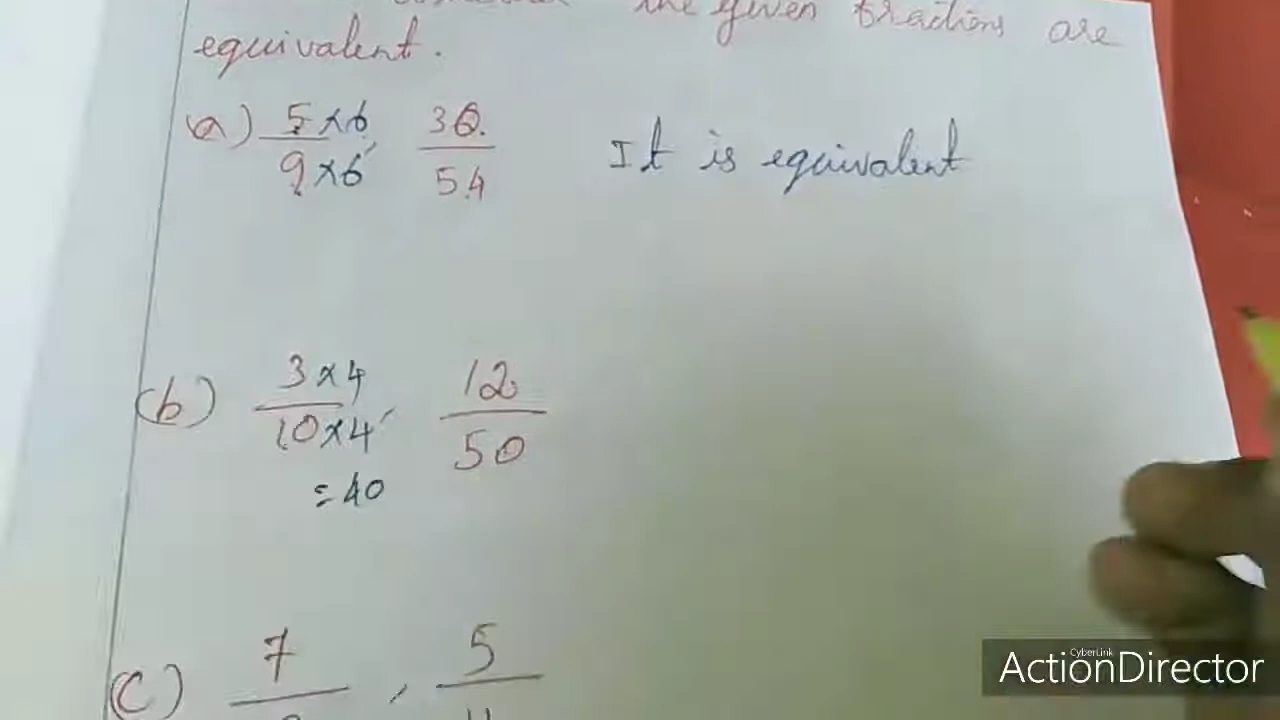 the given fractions are
equivalent.
(a) 5×6/9×6, 30/54 It is equivalent
(b) 3×4/10×4, 12/50
=40
(c) 7 , 5
CyberLink
ActionDirector